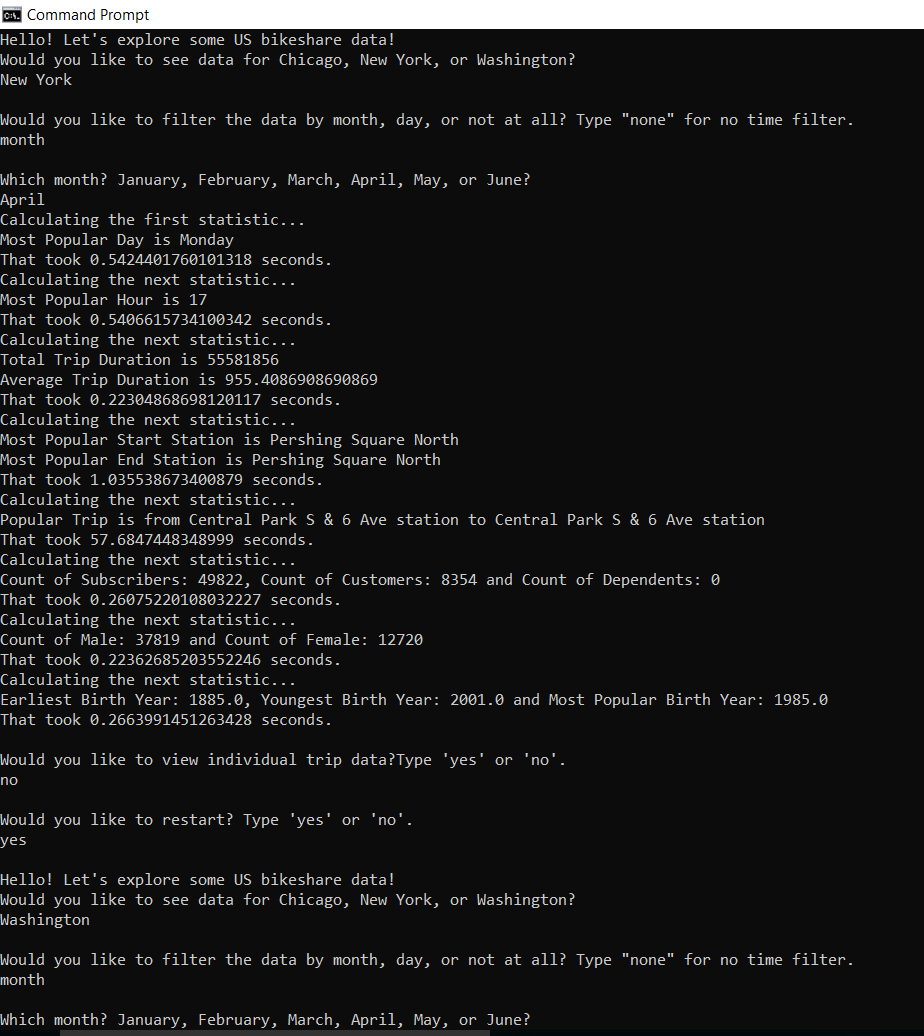 Command Prompt
Hello! Let's explore some US bikeshare data!
Would you like to see data for Chicago, New York, or Washington?
New York
Would you like to filter the data by month, day, or not at all? Type "none" for no time filter.
month
Which month? January, February, March, April, May, or June?
April
Calculating the first statistic...
Most Popular Day is Monday
That took 0.5424401760101318 seconds.
Calculating the next statistic...
Most Popular Hour is 17
That took 0.5406615734100342 seconds.
Calculating the next statistic...
Total Trip Duration is 55581856
Average Trip Duration is 955.4086908690869
That took 0.22304868698120117 seconds.
Calculating the next statistic...
Most Popular Start Station is Pershing Square North
Most Popular End Station is Pershing Square North
That took 1.035538673400879 seconds.
Calculating the next statistic...
Popular Trip is from Central Park S & 6 Ave station to Central Park S & 6 Ave station
That took 57.6847448348999 seconds.
Calculating the next statistic...
Count of Subscribers: 49822, Count of Customers: 8354 and Count of Dependents: 0
That took 0.26075220108032227 seconds.
Calculating the next statistic...
Count of Male: 37819 and Count of Female: 12720
That took 0.22362685203552246 seconds.
Calculating the next statistic...
Earliest Birth Year: 1885.0, Youngest Birth Year: 2001.0 and Most Popular Birth Year: 1985.0
That took 0.2663991451263428 seconds.
Would you like to view individual trip data?Type 'yes' or 'no'.
no
Would you like to restart? Type 'yes' or 'no'.
yes
Hello! Let's explore some US bikeshare data!
Would you like to see data for Chicago, New York, or Washington?
Washington
Would you like to filter the data by month, day, or not at all? Type "none" for no time filter.
month
Which month? January, February, March, April, May, or June?